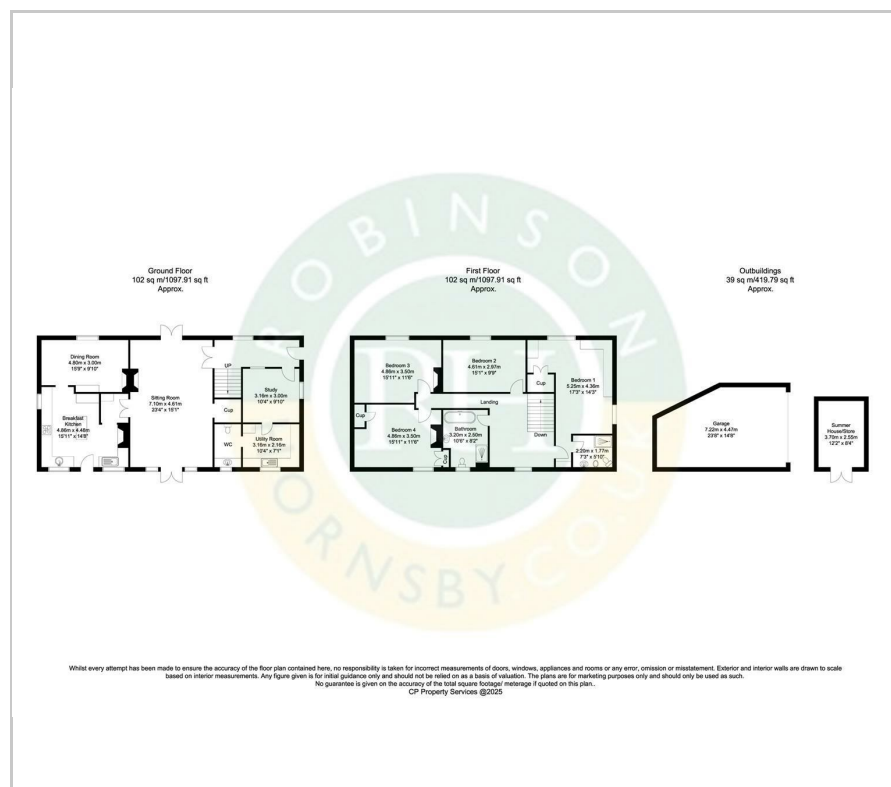 Ground Floor
102 sq m/1097.91 sq ft
Approx.
Dining Room
4.80m x 3.00m
15'9" x 9'10"
Sitting Room
7.10m x 4.61m
23'4" x 15'1"
Breakfast
Kitchen
4.86m x 4.48m
15'11" x 14'8"
UP
Study
3.16m x 3.00m
10'4" x 9'10"
Cup
WC
Utility Room
3.16m x 2.16m
10'4" x 7'1"
First Floor
102 sq m/1097.91 sq ft
Approx.
Bedroom 3
4.86m x 3.50m
15'11" x 11'6"
Bedroom 2
4.61m x 2.97m
15'1" x 9'9"
Cup
Bedroom 1
5.25m x 4.36m
17'3" x 14'3"
Landing
Cup
Bedroom 4
4.86m x 3.50m
15'11" x 11'6"
Cup
Bathroom
3.20m x 2.50m
10'6" x 8'2"
Down
2.20m x 1.77m
7'3" x 5'10"
Outbuildings
39 sq m/419.79 sq ft
Approx.
Garage
7.22m x 4.47m
23'8" x 14'8"
Summer
House/Store
3.70m x 2.55m
12'2" x 8'4"
ROBINSON
HORNSBY.CO.UK
Whilst every attempt has been made to ensure the accuracy of the floor plan contained here, no responsibility is taken for incorrect measurements of doors, windows, appliances and rooms or any error, omission or misstatement. Exterior and interior walls are drawn to scale
based on interior measurements. Any figure given is for initial guidance only and should not be relied on as a basis of valuation. The plans are for marketing purposes only and should only be used as such.
No guarantee is given on the accuracy of the total square footage/ meterage if quoted on this plan..
CP Property Services @2025